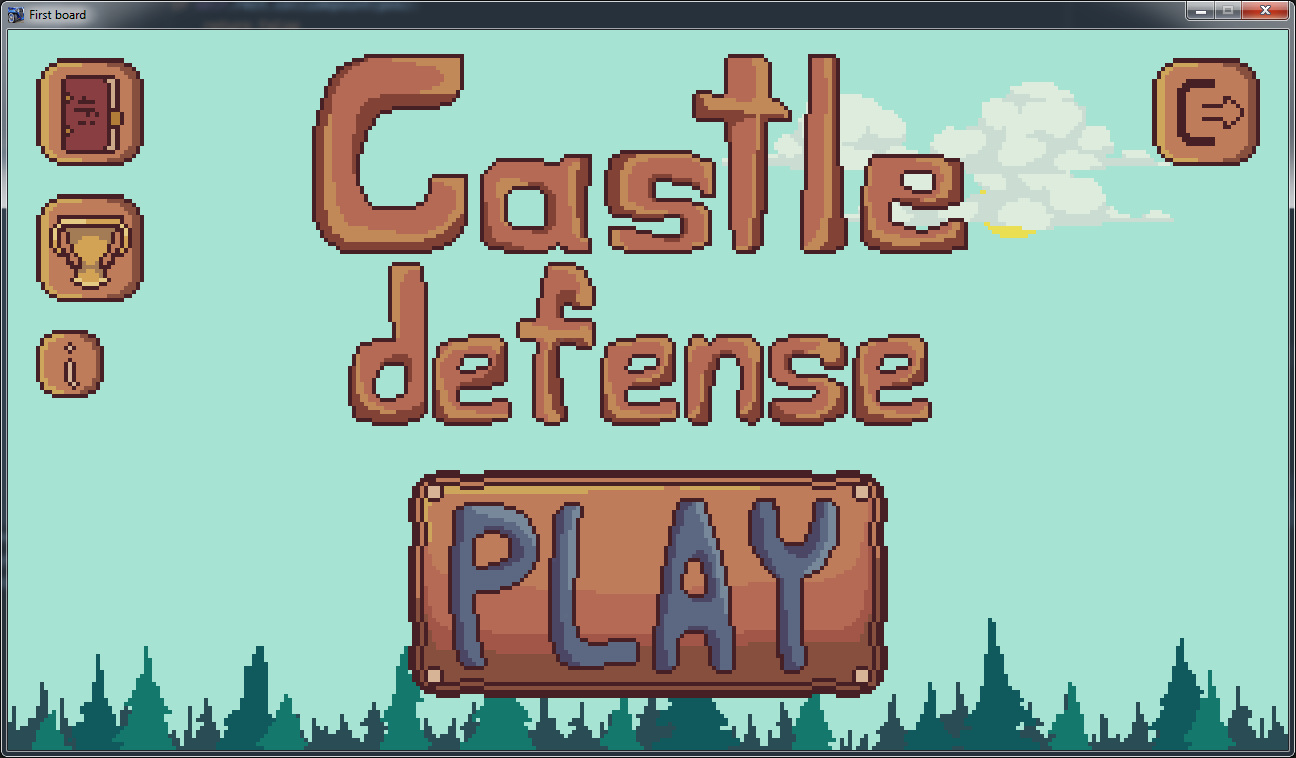 First board
Castle
defense
PLAY
i